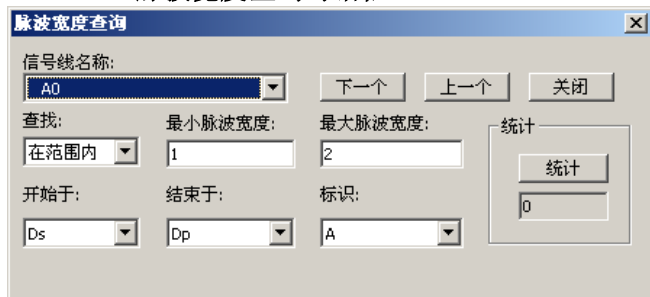 脉波宽度查询
信号线名称:
A0
下一个 上一个 关闭
查找: 最小脉波宽度: 最大脉波宽度: 统计
在范围内 1 2 统计
开始于: 结束于: 标识: 0
Ds Dp A